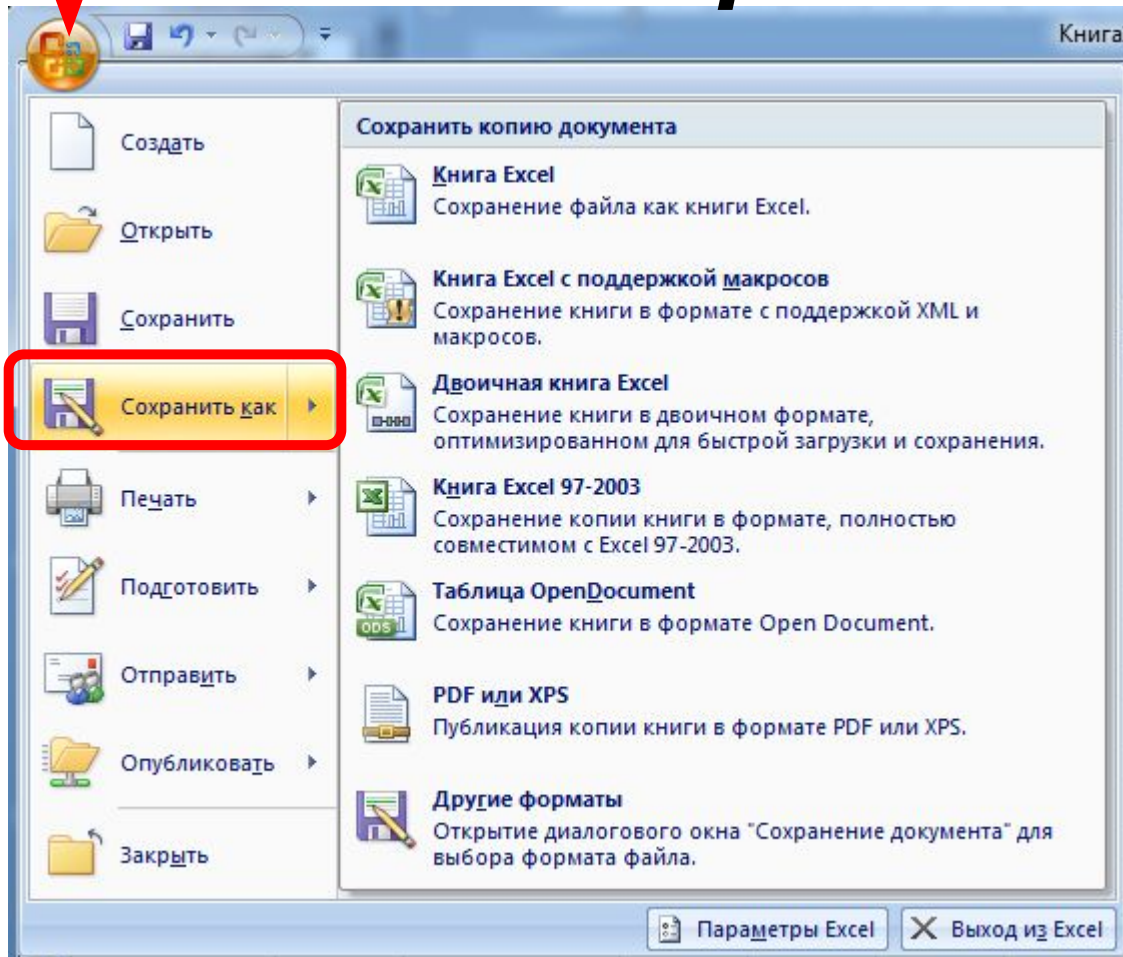 Книга
Создать
Открыть
Сохранить
Сохранить как
Печать
Подготовить
Отправить
Опубликовать
Закрыть
Сохранить копию документа
Книга Excel
Сохранение файла как книги Excel.
Книга Excel с поддержкой макросов
Сохранение книги в формате с поддержкой XML и
макросов.
Двоичная книга Excel
Сохранение книги в двоичном формате,
оптимизированном для быстрой загрузки и сохранения.
Книга Excel 97-2003
Сохранение копии книги в формате, полностью
совместимом с Excel 97-2003.
ODS
Таблица OpenDocument
Сохранение книги в формате Open Document.
PDF или XPS
Публикация копии книги в формате PDF или XPS.
Другие форматы
Открытие диалогового окна "Сохранение документа" для
выбора формата файла.
Параметры Excel
Выход из Excel